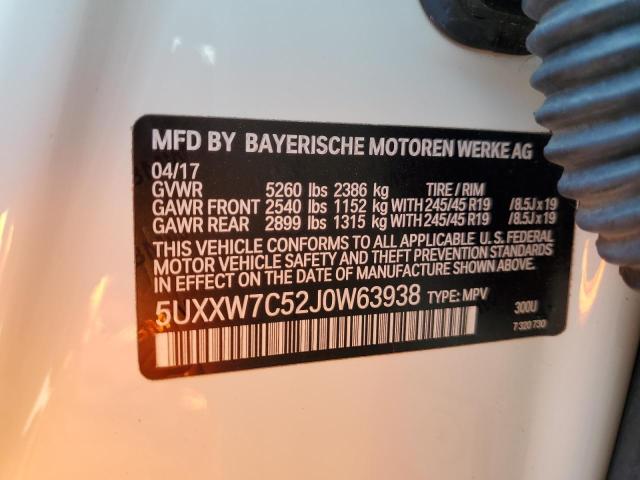 MFD BY BAYERISCHE MOTOREN WERKE AG
04/17
GVWR 5260 lbs 2386 kg TIRE / RIM
GAWR FRONT 2540 lbs 1152 kg WITH 245/45 R19 /8.5J x 19
GAWR REAR 2899 lbs 1315 kg WITH 245/45 R19 /8.5J x 19
THIS VEHICLE CONFORMS TO ALL APPLICABLE U.S. FEDERAL
MOTOR VEHICLE SAFETY AND THEFT PREVENTION STANDARDS
IN EFFECT ON THE DATE OF MANUFACTURE SHOWN ABOVE.
5UXXW7C52J0W63938 TYPE: MPV 300U
7 320 730